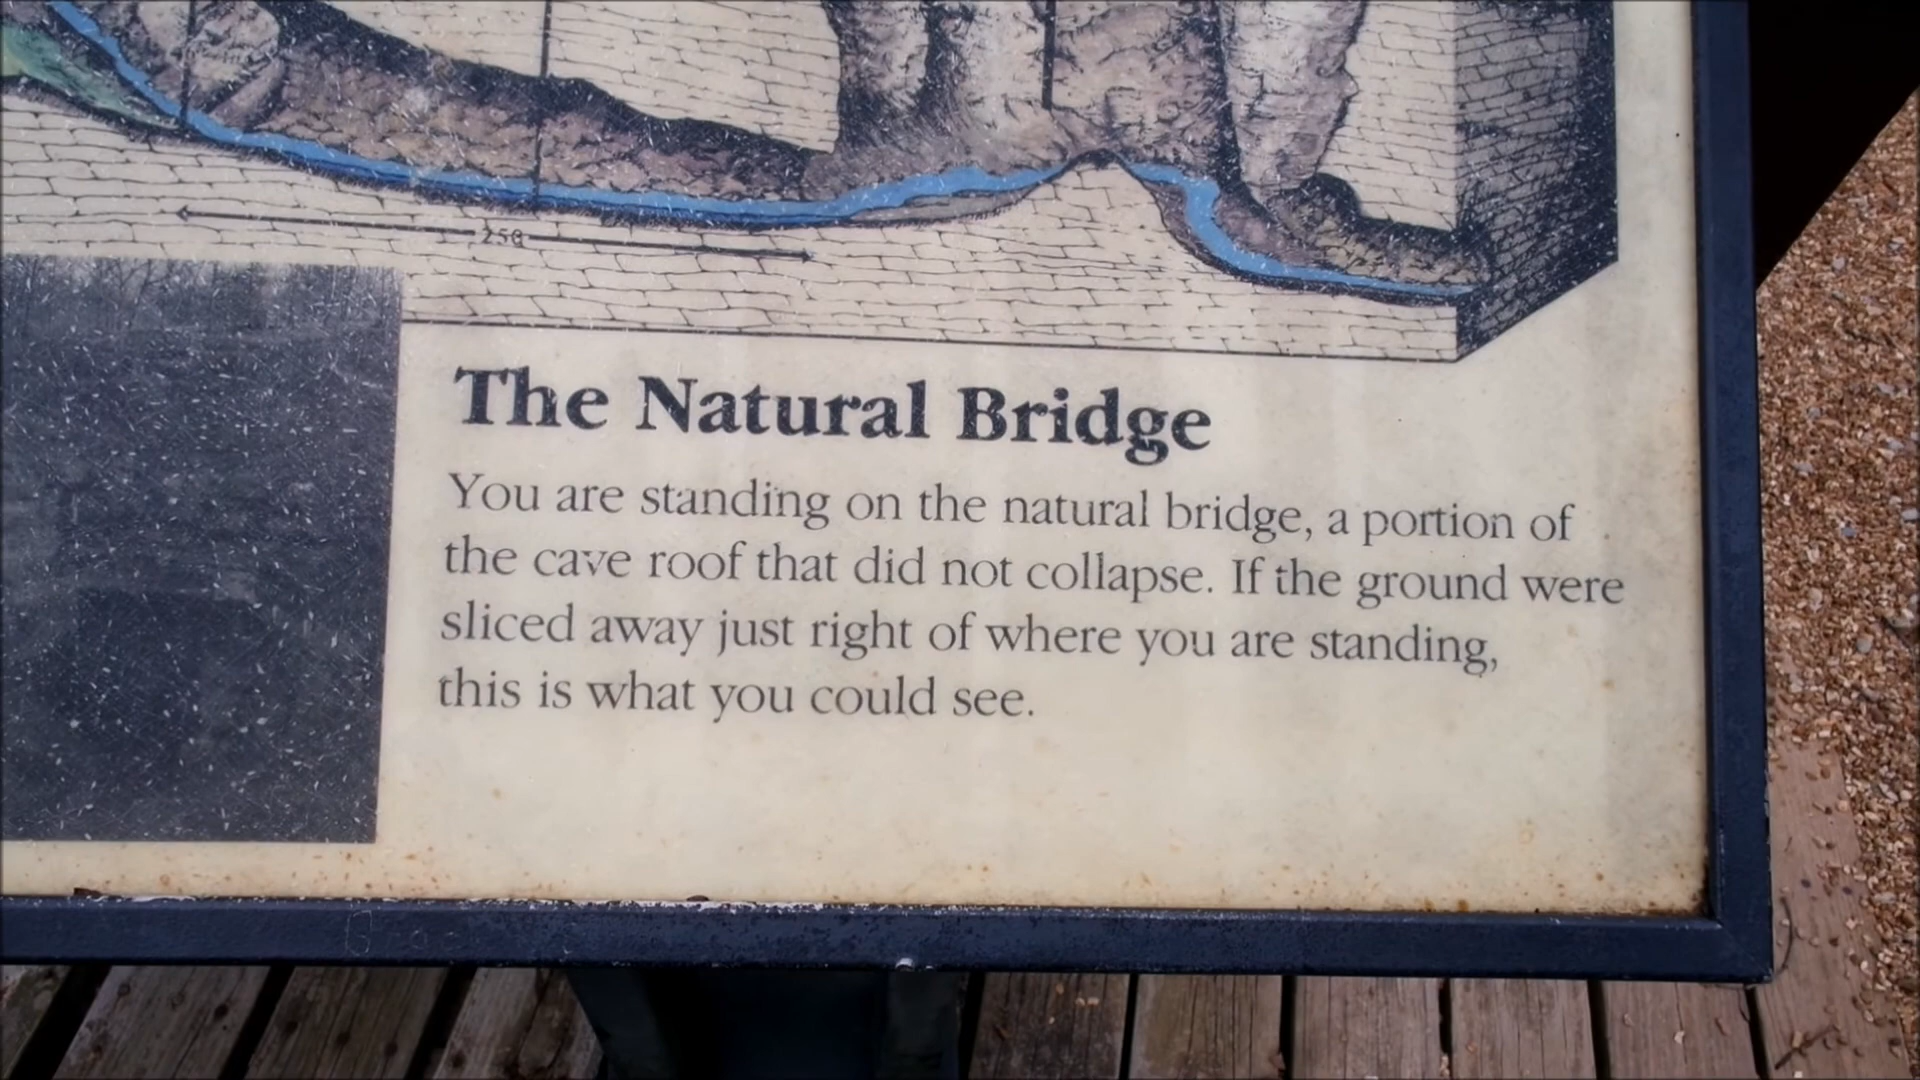 250
The Natural Bridge
You are standing on the natural bridge, a portion of
the cave roof that did not collapse. If the ground were
sliced away just right of where you are standing,
this is what you could see.